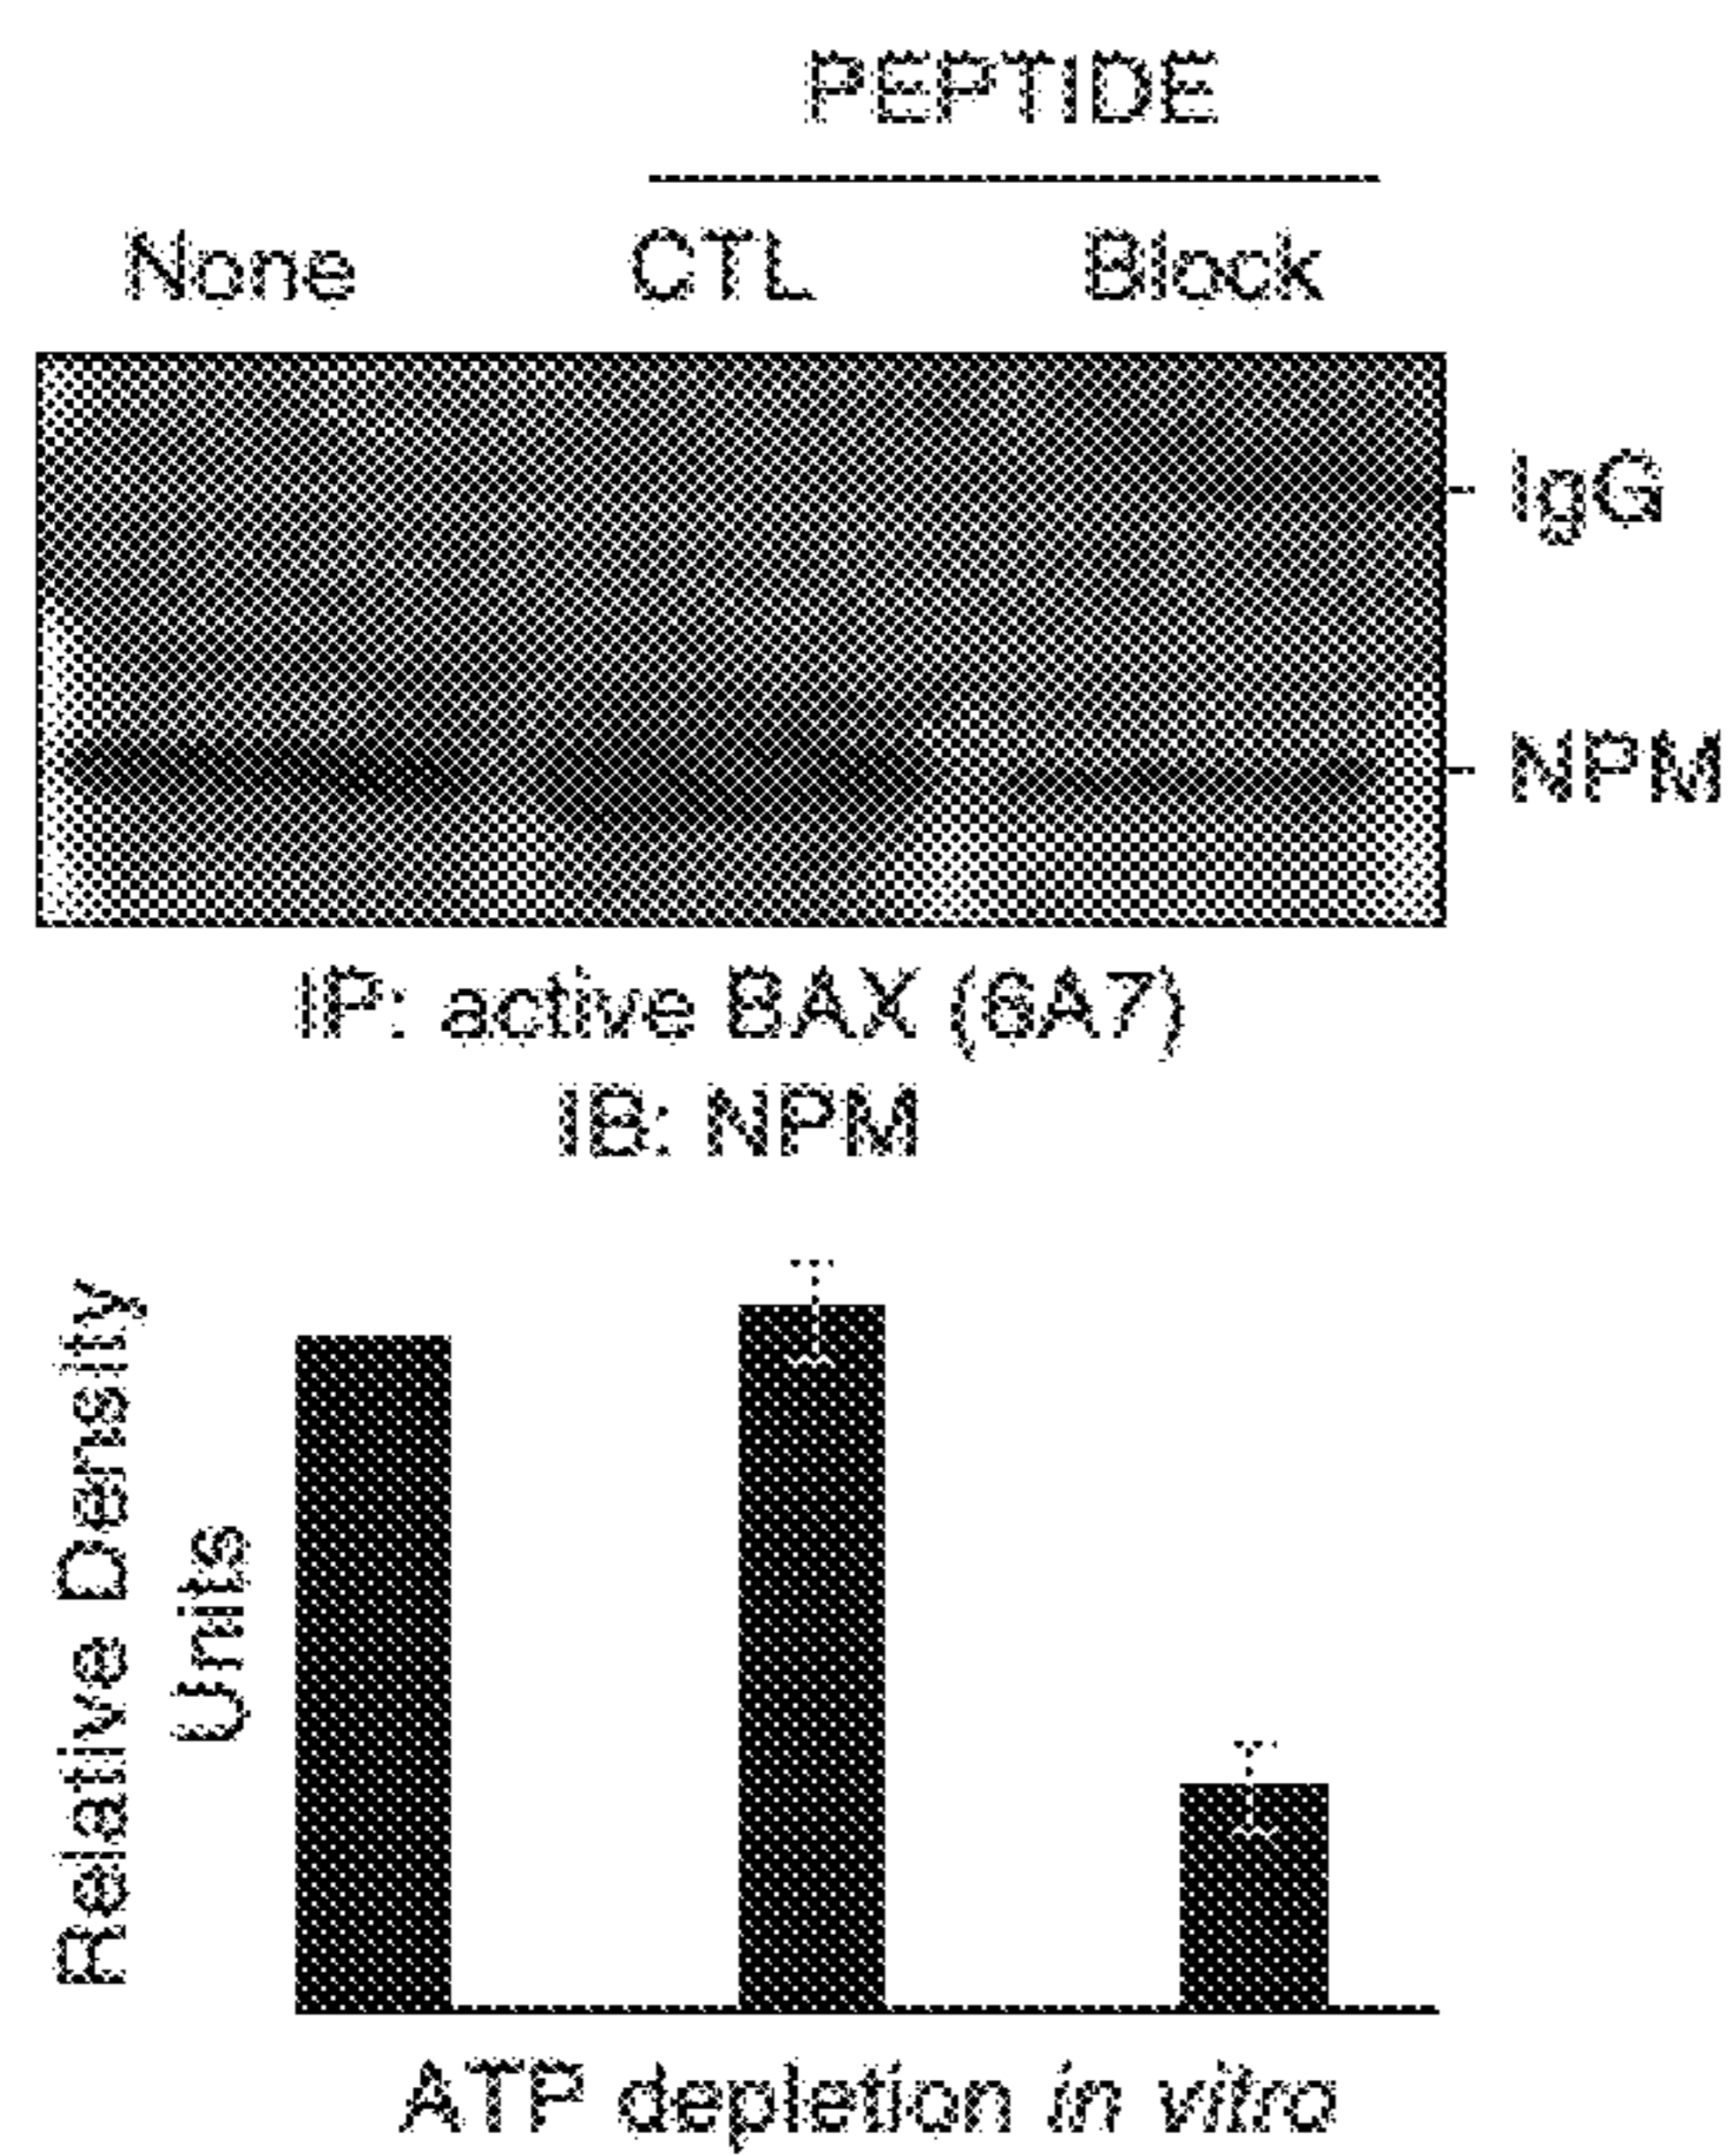 PEPTIDE
None CTL Block
IgG
NPM
IP: active BAX (6A7)
IB: NPM
Relative Density
Units
ATP depletion in vitro